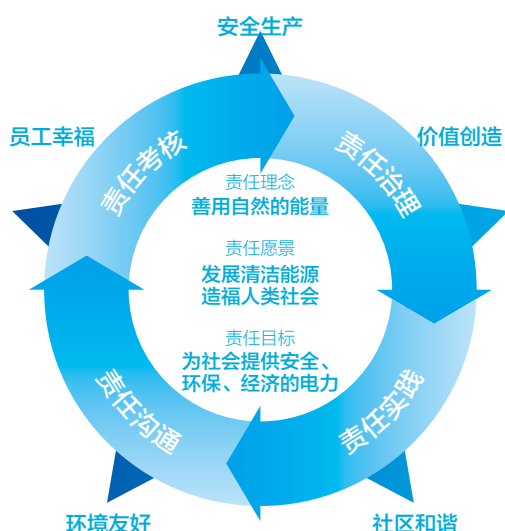 安全生产
员工幸福
价值创造
责任考核
责任治理
责任理念
善用自然的能量
责任愿景
发展清洁能源
造福人类社会
责任目标
为社会提供安全、
环保、经济的电力
责任沟通
责任实践
环境友好
社区和谐